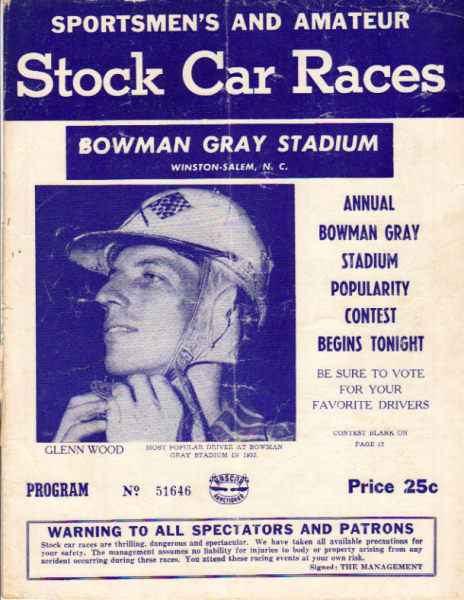 SPORTSMEN'S AND AMATEUR
Stock Car Races
BOWMAN GRAY STADIUM
WINSTON-SALEM, N. C.
ANNUAL
BOWMAN GRAY
STADIUM
POPULARITY
CONTEST
BEGINS TONIGHT
BE SURE TO VOTE
FOR YOUR
FAVORITE DRIVERS
CONTEST BLANK ON
PAGE 12
GLENN WOOD
MOST POPULAR DRIVER AT BOWMAN
GRAY STADIUM IN 1955.
PROGRAM Nº 51646
NASCAR
SANCTIONED
Price 25c
WARNING TO ALL SPECTATORS AND PATRONS
Stock car races are thrilling, dangerous and spectacular. We have taken all available precautions for
your safety. The management assumes no liability for injuries to body or property arising from any
accident occurring during these races. You attend these racing events at your own risk.
Signed: THE MANAGEMENT